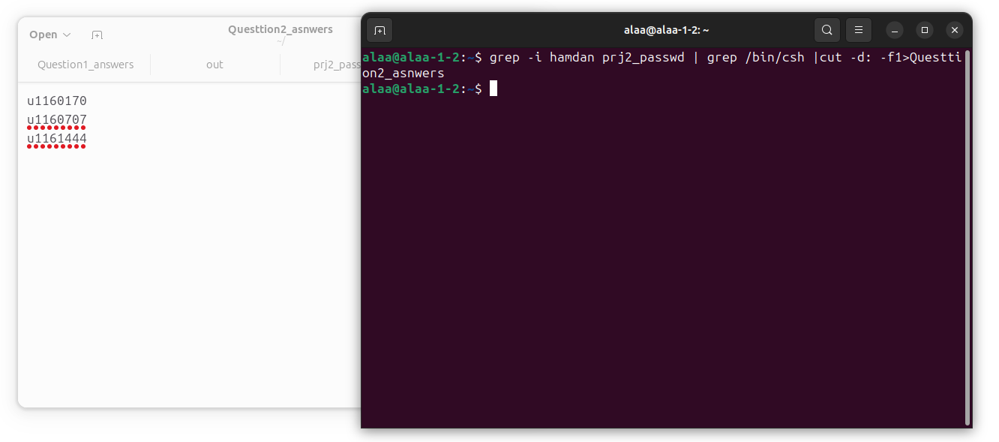 Open
Questtion2_asnwers
~/
Question1_answers
out
prj2_pass
u1160170
u1160707
u1161444
alaa@alaa-1-2: ~
alaa@alaa-1-2:~$ grep -i hamdan prj2_passwd | grep /bin/csh |cut -d: -f1>Questti
on2_asnwers
alaa@alaa-1-2:~$